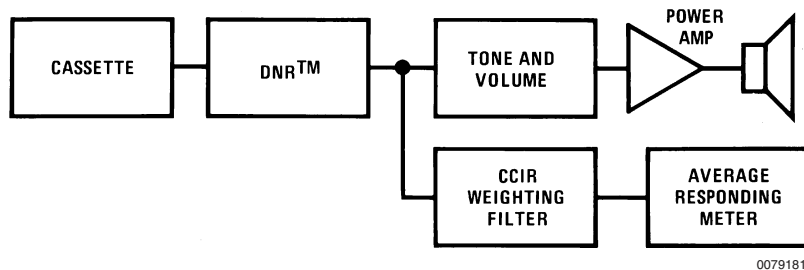 CASSETTE
DNR™
TONE AND
VOLUME
POWER
AMP
CCIR
WEIGHTING
FILTER
AVERAGE
RESPONDING
METER
0079181